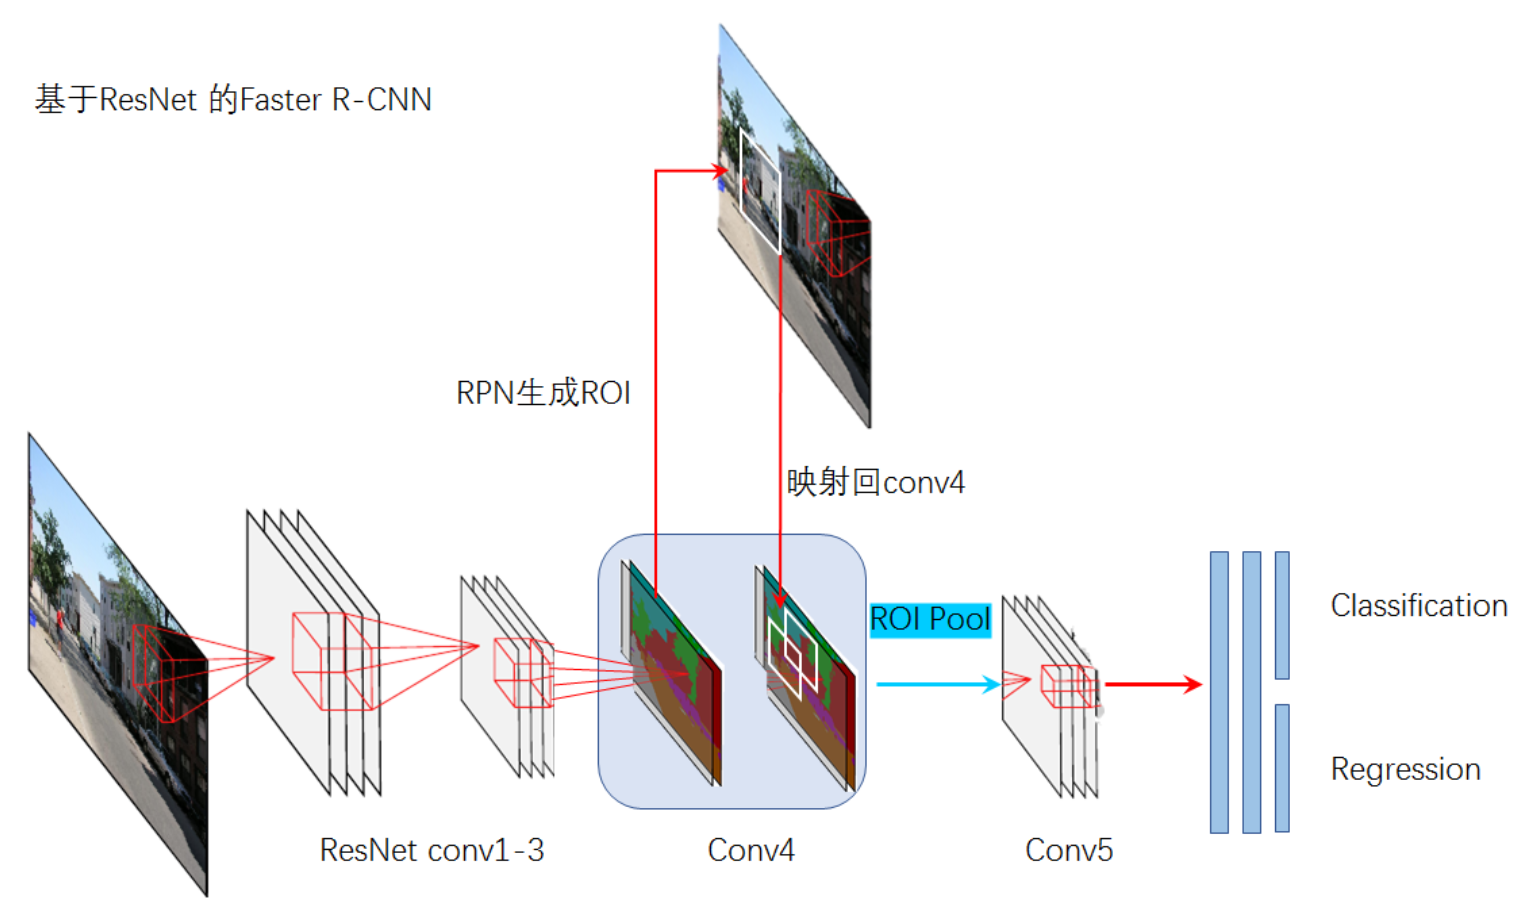 基于ResNet 的Faster R-CNN
RPN生成ROI
映射回conv4
ROI Pool
Classification
Regression
ResNet conv1-3
Conv4
Conv5